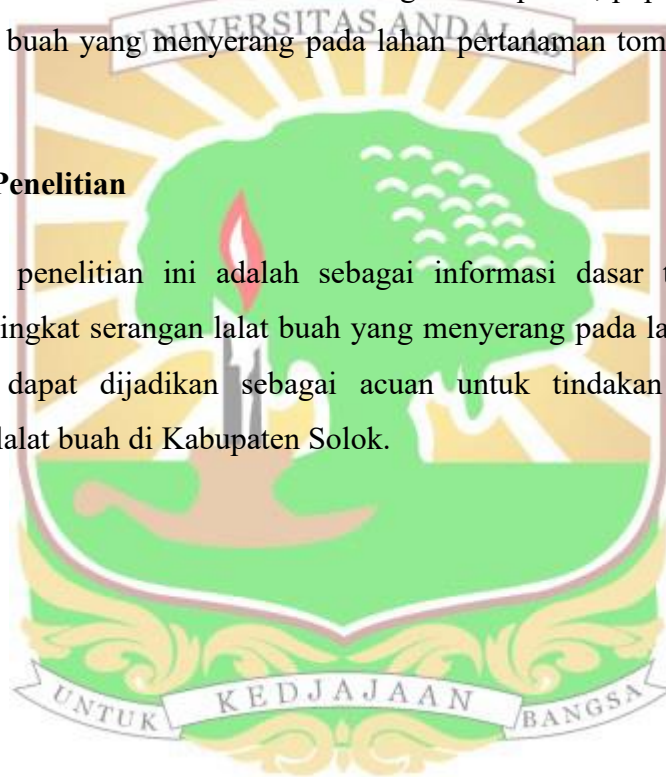 UNIVERSITAS ANDALAS
buah yang menyerang pada lahan pertanaman tom
Penelitian
penelitian ini adalah sebagai informasi dasar t
ingkat serangan lalat buah yang menyerang pada la
dapat dijadikan sebagai acuan untuk tindakan
lalat buah di Kabupaten Solok.
UNTUK KEDJAJAAN BANGSA